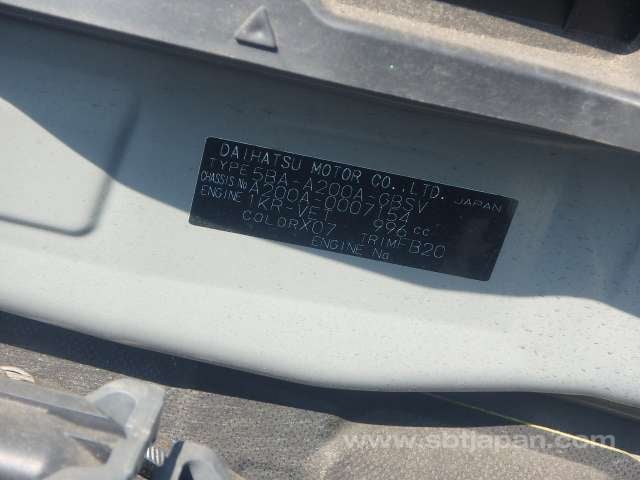 DAIHATSU MOTOR CO.,LTD. JAPAN
TYPE 5BA-A200A-GBSV
CHASSIS No A200A-0007154
ENGINE 1KR-VET 996 cc
COLOR X07 TRIM FB20
ENGINE No
www.sbtjapan.com